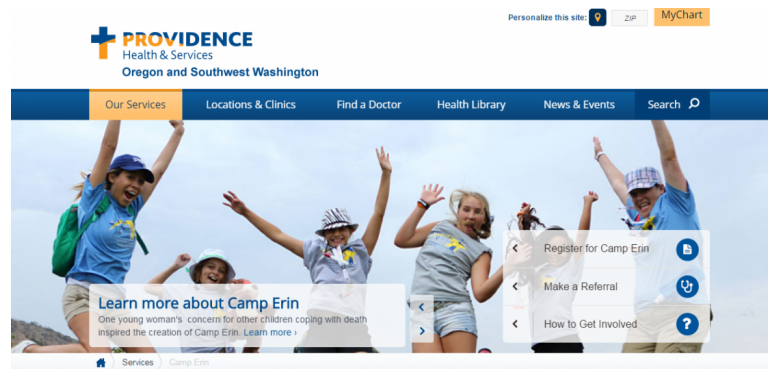 Personalize this site: ZIP MyChart
PROVIDENCE
Health & Services
Oregon and Southwest Washington
Our Services Locations & Clinics Find a Doctor Health Library News & Events Search
Register for Camp Erin
Make a Referral
Learn more about Camp Erin
One young woman's concern for other children coping with death
inspired the creation of Camp Erin. Learn more ›
How to Get Involved
?
Services Camp Erin